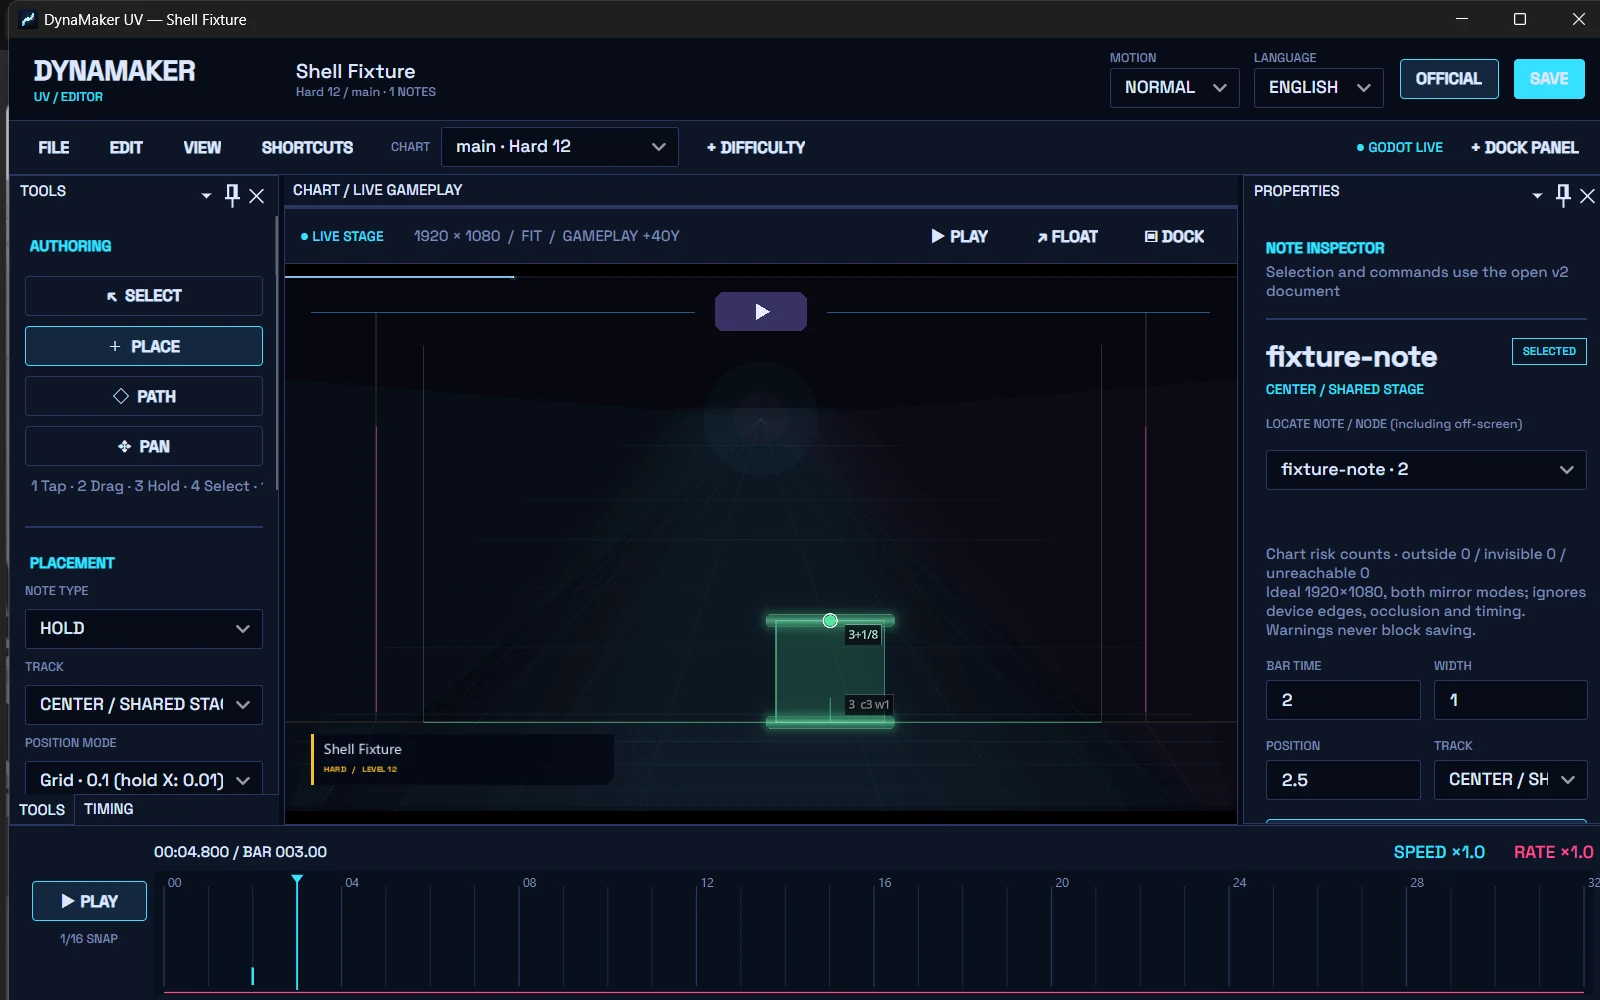 DynaMaker UV — Shell Fixture
DYNAMAKER
UV / EDITOR
Shell Fixture
Hard 12 / main · 1 NOTES
MOTION
NORMAL
LANGUAGE
ENGLISH
OFFICIAL
SAVE
FILE
EDIT
VIEW
SHORTCUTS
CHART
main · Hard 12
+ DIFFICULTY
● GODOT LIVE
+ DOCK PANEL
TOOLS
AUTHORING
SELECT
+ PLACE
◇ PATH
PAN
1 Tap · 2 Drag · 3 Hold · 4 Select ·
PLACEMENT
NOTE TYPE
HOLD
TRACK
CENTER / SHARED STA
POSITION MODE
Grid · 0.1 (hold X: 0.01)
TOOLS
TIMING
CHART / LIVE GAMEPLAY
● LIVE STAGE
1920 × 1080 / FIT / GAMEPLAY +40Y
▶ PLAY
↗ FLOAT
DOCK
3+1/8
3 c3 w1
Shell Fixture
HARD / LEVEL 12
PROPERTIES
NOTE INSPECTOR
Selection and commands use the open v2
document
fixture-note
SELECTED
CENTER / SHARED STAGE
LOCATE NOTE / NODE (including off-screen)
fixture-note · 2
Chart risk counts · outside 0 / invisible 0 /
unreachable 0
Ideal 1920×1080, both mirror modes; ignores
device edges, occlusion and timing.
Warnings never block saving.
BAR TIME
WIDTH
2
1
POSITION
TRACK
2.5
CENTER / SH
00:04.800 / BAR 003.00
SPEED ×1.0
RATE ×1.0
▶ PLAY
1/16 SNAP
00
04
08
12
16
20
24
28
32